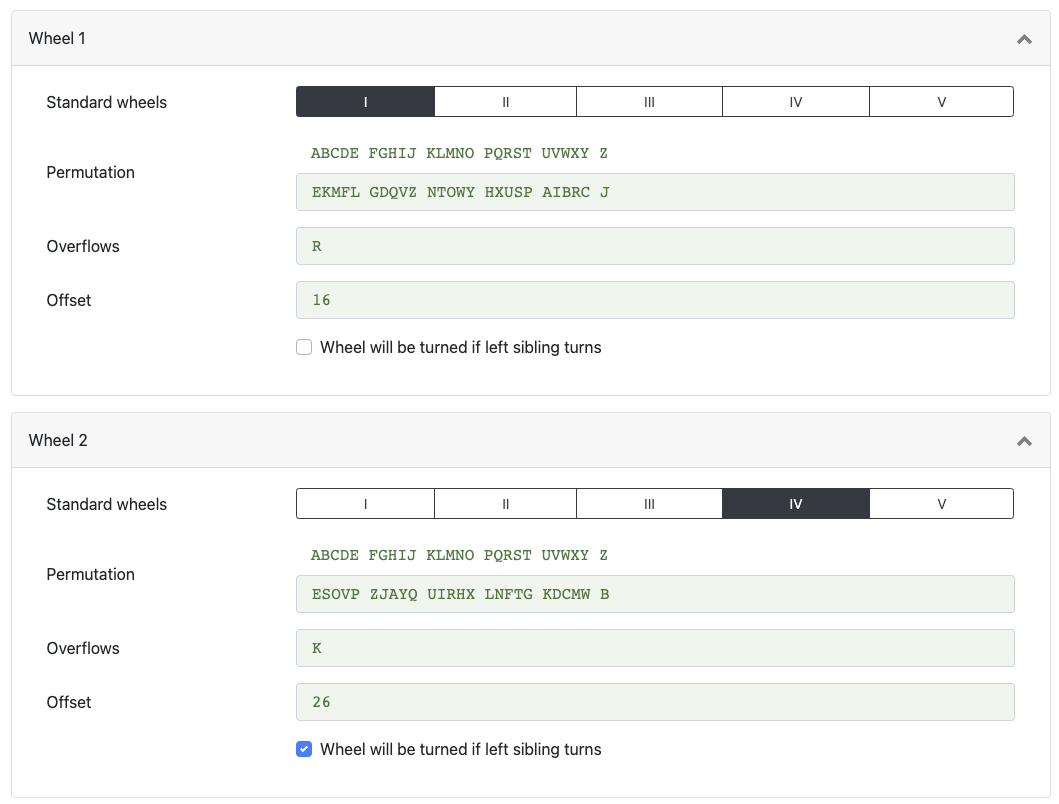 Wheel 1
Standard wheels
I II III IV V
ABCDE FGHIJ KLMNO PQRST UVWXY Z
Permutation
EKMFL GDQVZ NTOWY HXUSP AIBRC J
Overflows R
Offset 16
Wheel will be turned if left sibling turns
Wheel 2
Standard wheels
I II III IV V
ABCDE FGHIJ KLMNO PQRST UVWXY Z
Permutation
ESOVP ZJAYQ UIRHX LNFTG KDCMW B
Overflows K
Offset 26
Wheel will be turned if left sibling turns